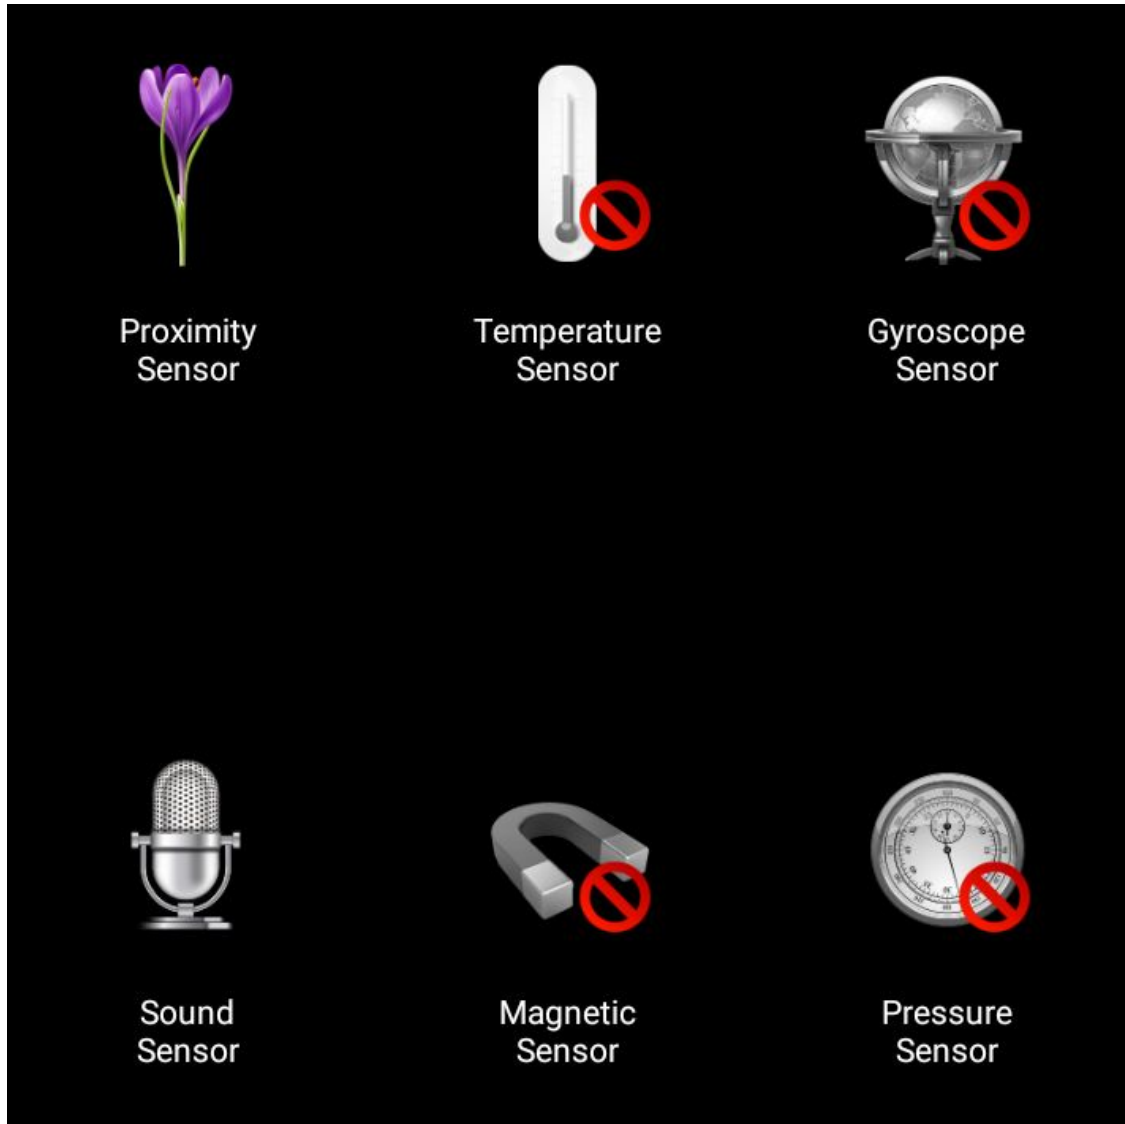 Proximity
Sensor
Temperature
Sensor
Gyroscope
Sensor
Sound
Sensor
Magnetic
Sensor
Pressure
Sensor